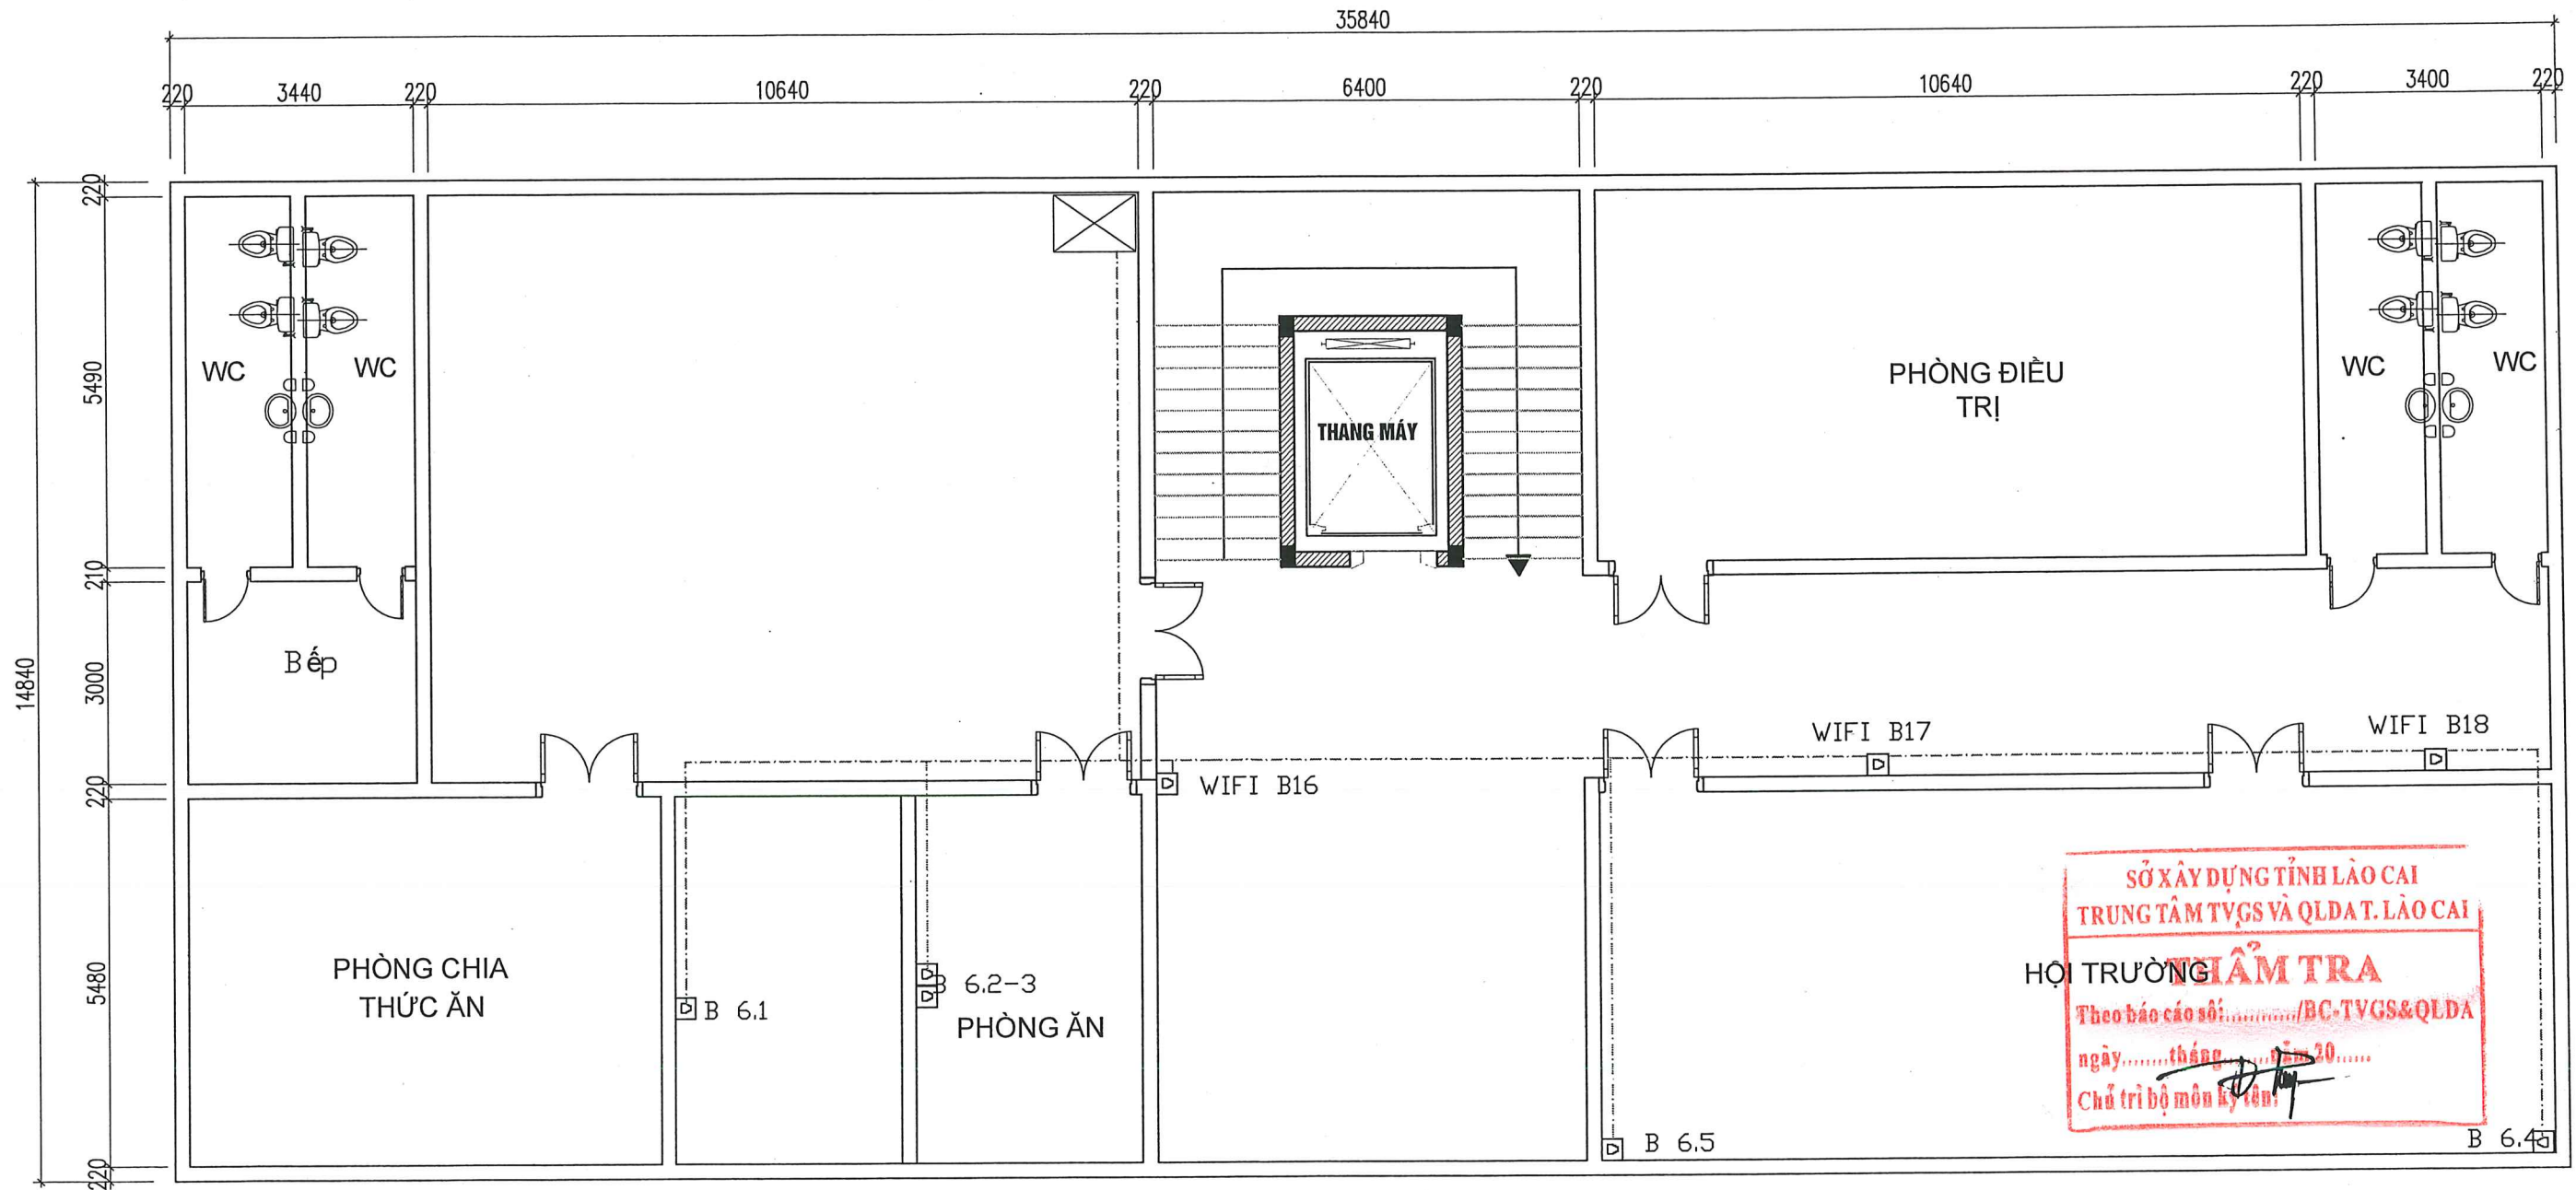 35840
220 3440 220 10640 220 6400 220 10640 220 3400 220
14840
220
5490
210
3000
220
5480
220
WC
WC
THANG MÁY
PHÒNG ĐIỀU
TRỊ
WC
WC
Bếp
WIFI B16
WIFI B17
WIFI B18
PHÒNG CHIA
THỨC ĂN
B 6.1
B 6.2-3
PHÒNG ĂN
HỘI TRƯỜNG
B 6.5
B 6.4
SỞ XÂY DỰNG TỈNH LÀO CAI
TRUNG TÂM TVGS VÀ QLDA T. LÀO CAI
THẨM TRA
Theo báo cáo số:............/BC-TVGS&QLDA
ngày........tháng........năm 20......
Chủ trì bộ môn ký tên: